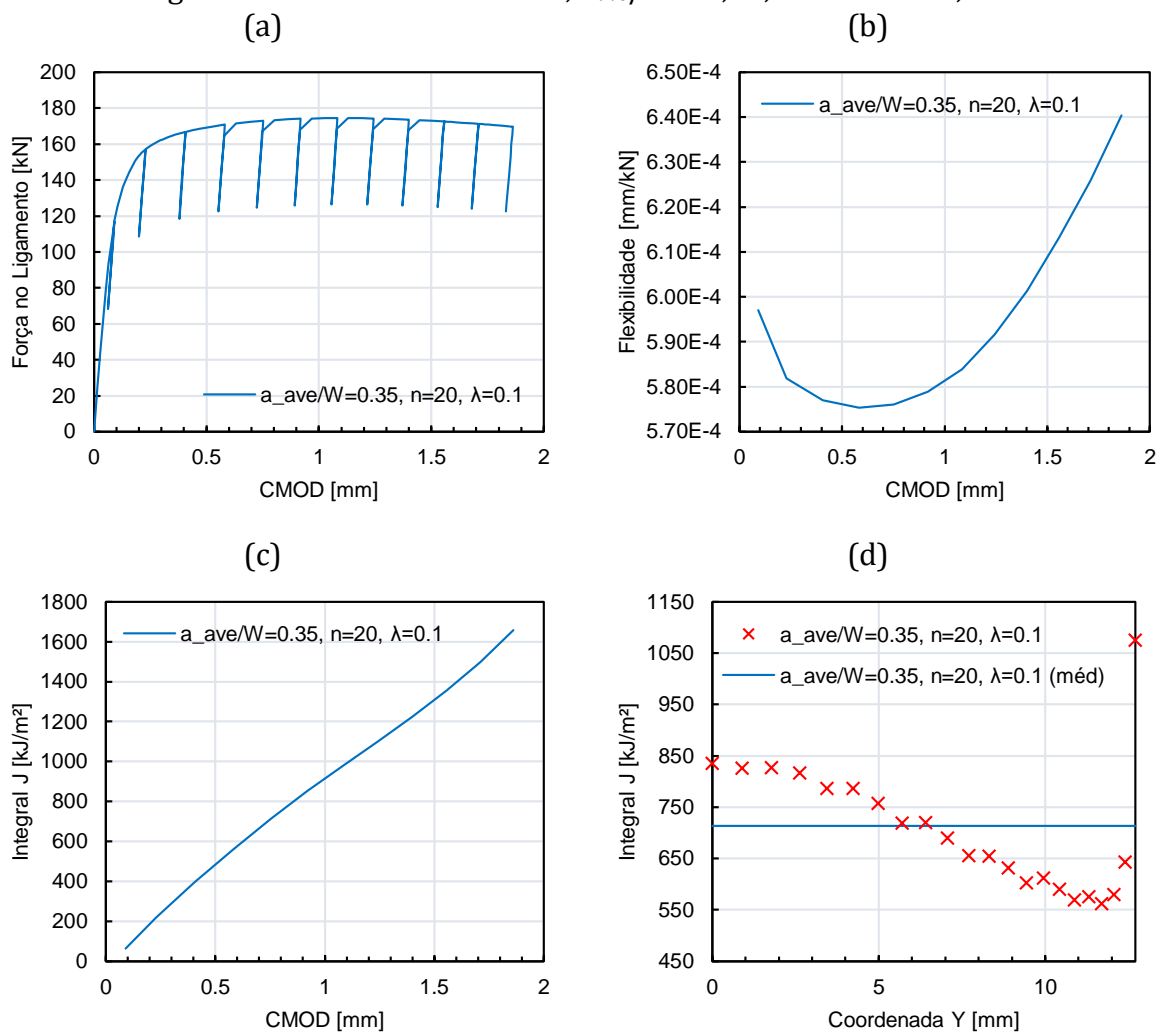 (a)
(b)
Força no Ligamento [kN]
200
180
160
140
120
100
80
60
40
20
0
a_ave/W=0.35, n=20, λ=0.1
0
0.5
1
1.5
2
CMOD [mm]
Flexibilidade [mm/kN]
6.50E-4
6.40E-4
6.30E-4
6.20E-4
6.10E-4
6.00E-4
5.90E-4
5.80E-4
5.70E-4
a_ave/W=0.35, n=20, λ=0.1
0
0.5
1
1.5
2
CMOD [mm]
(c)
(d)
Integral J [kJ/m²]
1800
1600
1400
1200
1000
800
600
400
200
0
a_ave/W=0.35, n=20, λ=0.1
0
0.5
1
1.5
2
CMOD [mm]
Integral J [kJ/m²]
1150
1050
950
850
750
650
550
450
a_ave/W=0.35, n=20, λ=0.1
a_ave/W=0.35, n=20, λ=0.1 (méd)
0
5
10
Coordenada Y [mm]